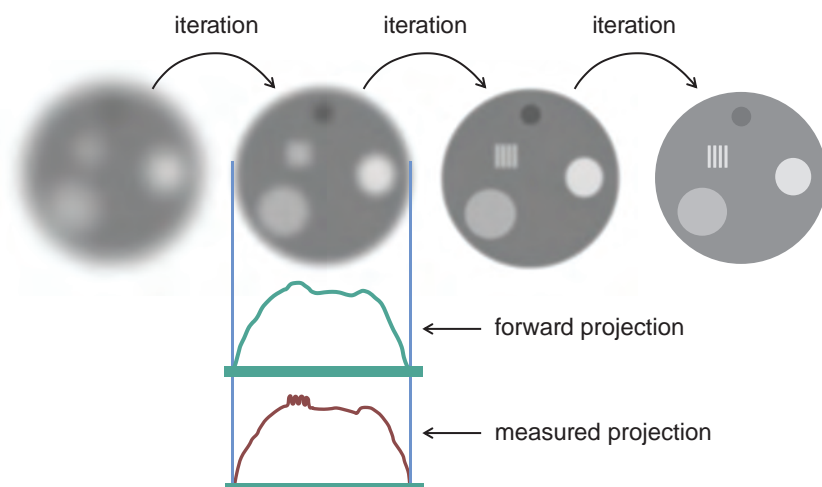 iteration
iteration
iteration
forward projection
measured projection